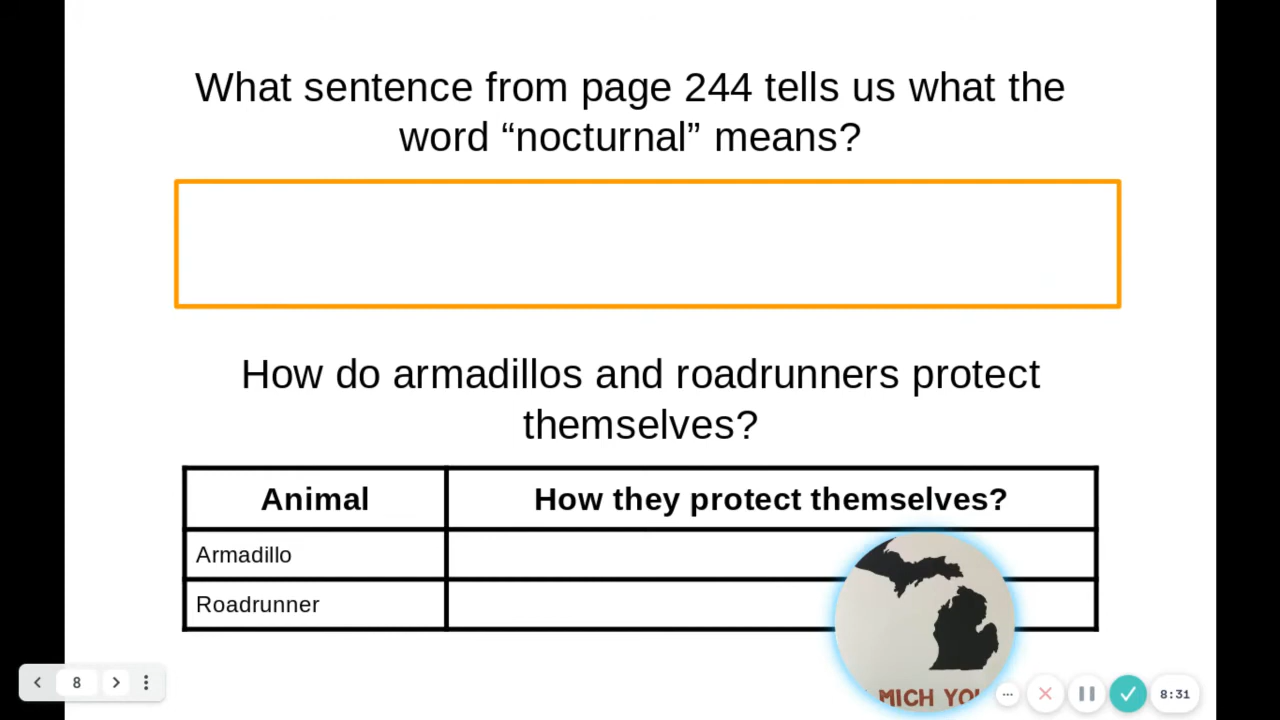 What sentence from page 244 tells us what the
word “nocturnal” means?
How do armadillos and roadrunners protect
themselves?
Animal
How they protect themselves?
Armadillo
Roadrunner
MICH YOU
8
8:31